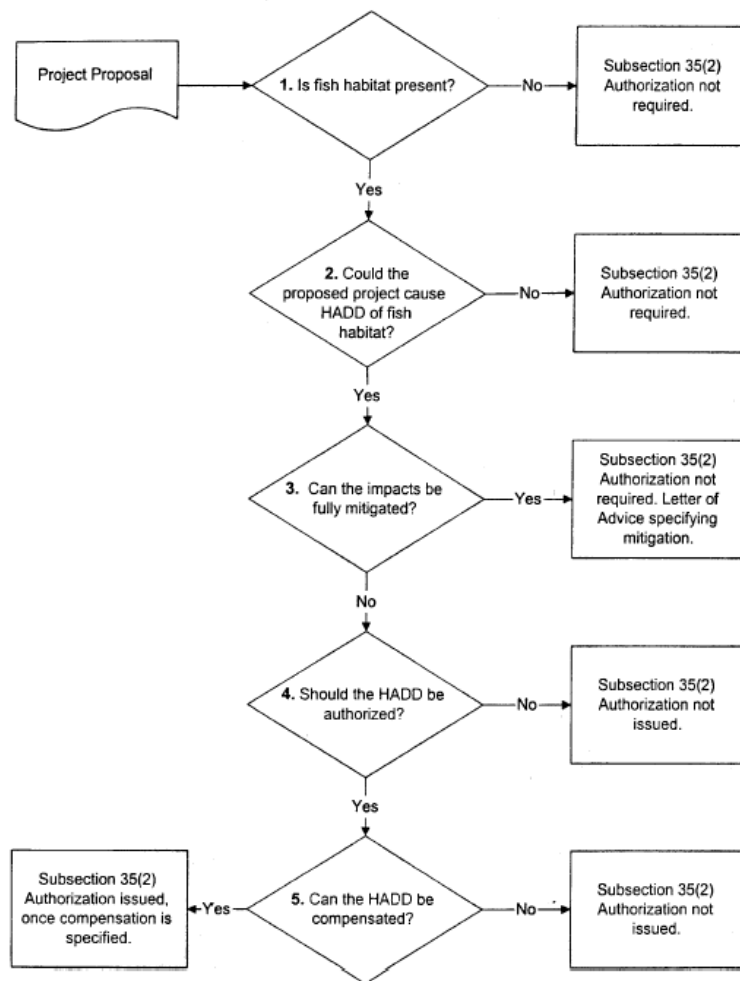 Project Proposal
1. Is fish habitat present?
No
Subsection 35(2)
Authorization not
required.
Yes
2. Could the
proposed project cause
HADD of fish
habitat?
No
Subsection 35(2)
Authorization not
required.
Yes
3. Can the impacts be
fully mitigated?
Yes
Subsection 35(2)
Authorization not
required. Letter of
Advice specifying
mitigation.
No
4. Should the HADD be
authorized?
No
Subsection 35(2)
Authorization not
issued.
Yes
Subsection 35(2)
Authorization issued,
once compensation is
specified.
Yes
5. Can the HADD be
compensated?
No
Subsection 35(2)
Authorization not
issued.